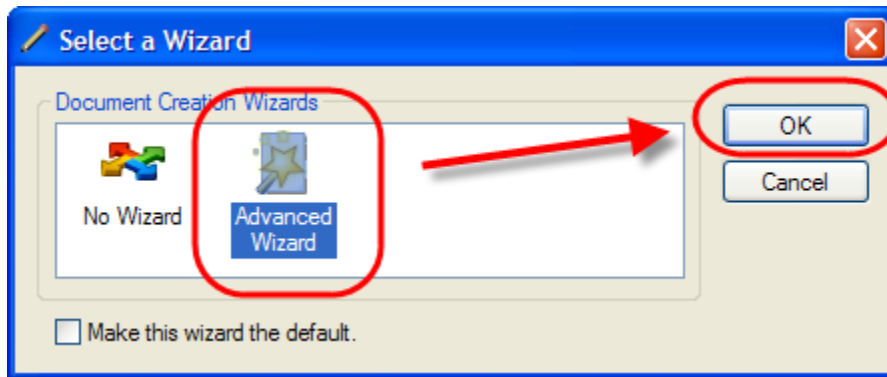 Select a Wizard
Document Creation Wizards
No Wizard
Advanced
Wizard
OK
Cancel
Make this wizard the default.